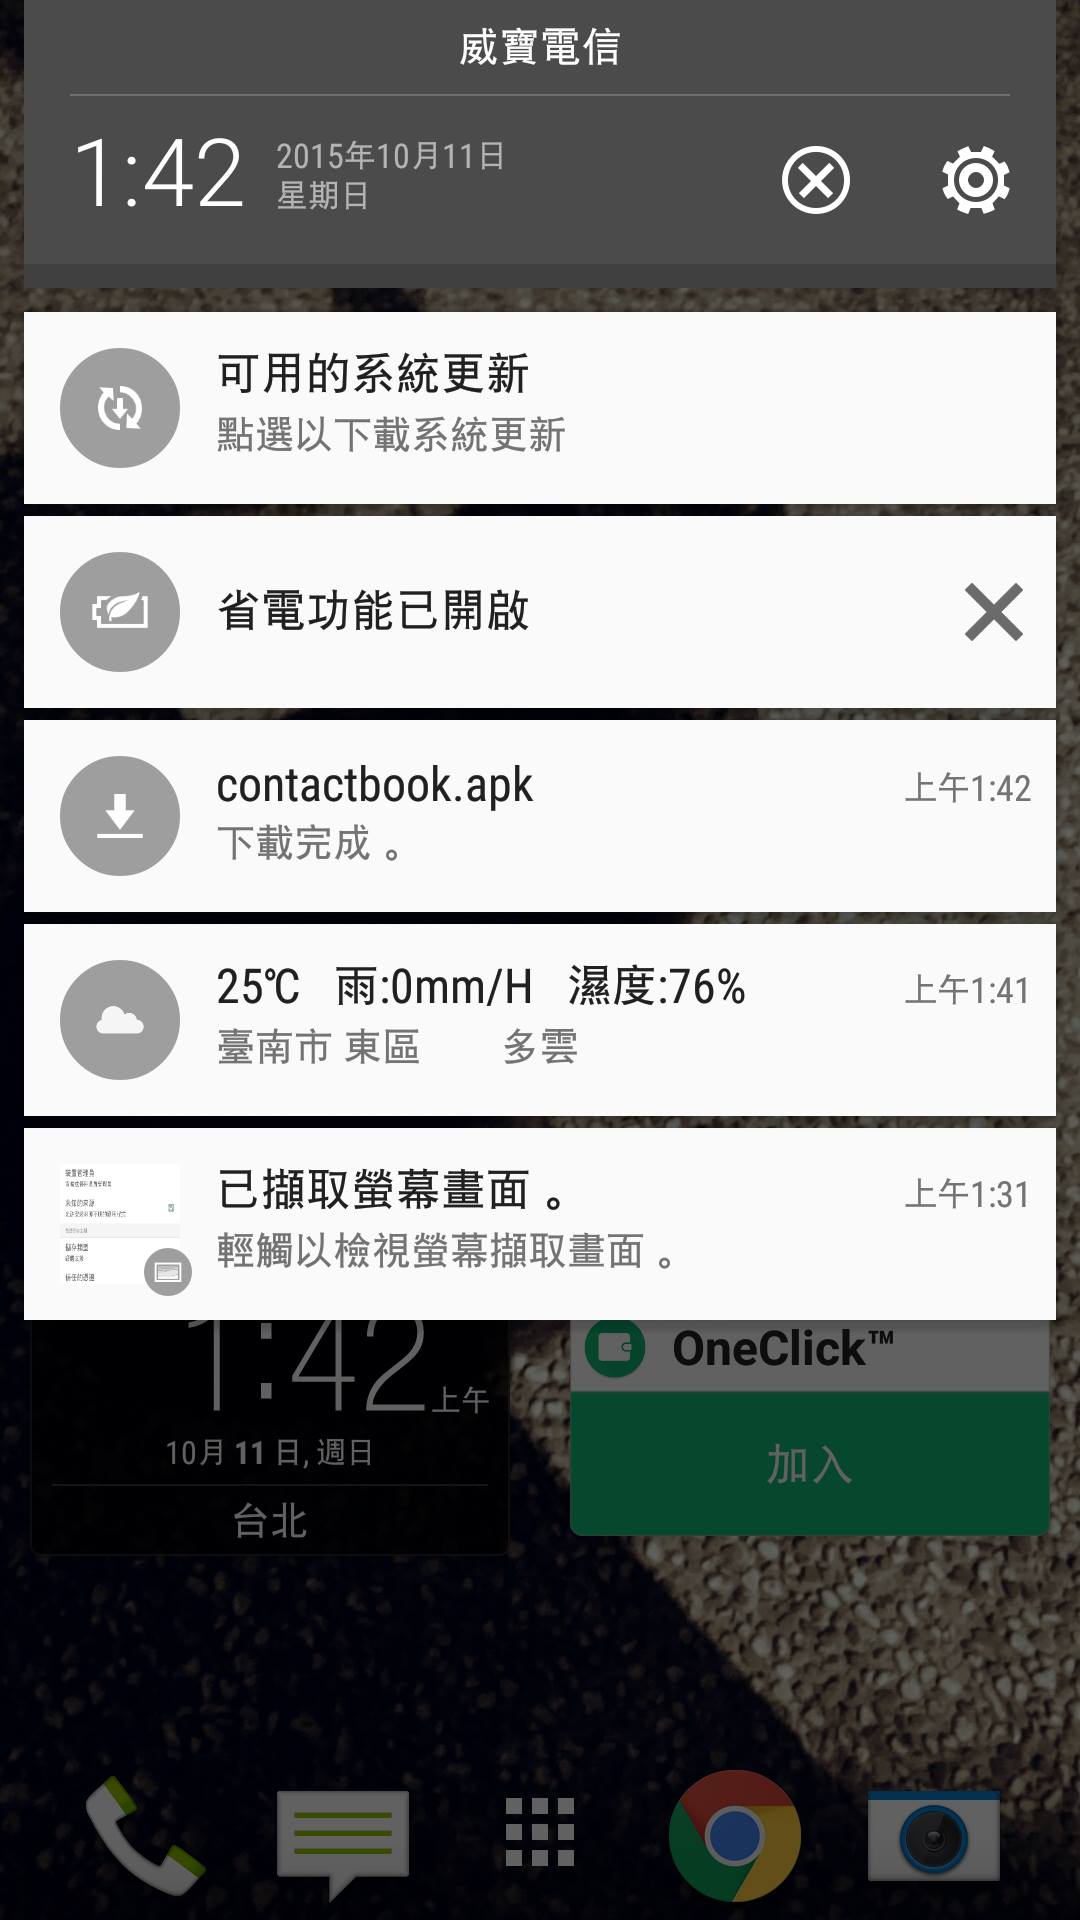 威寶電信
1:42
2015年10月11日
星期日
可用的系統更新
點選以下載系統更新
省電功能已開啟
contactbook.apk
上午1:42
下載完成 。
25℃ 雨:0mm/H 濕度:76%
上午1:41
臺南市 東區 多雲
已擷取螢幕畫面 。
上午1:31
輕觸以檢視螢幕擷取畫面 。
1:42 上午
10月 11 日, 週日
台北
OneClick™
加入